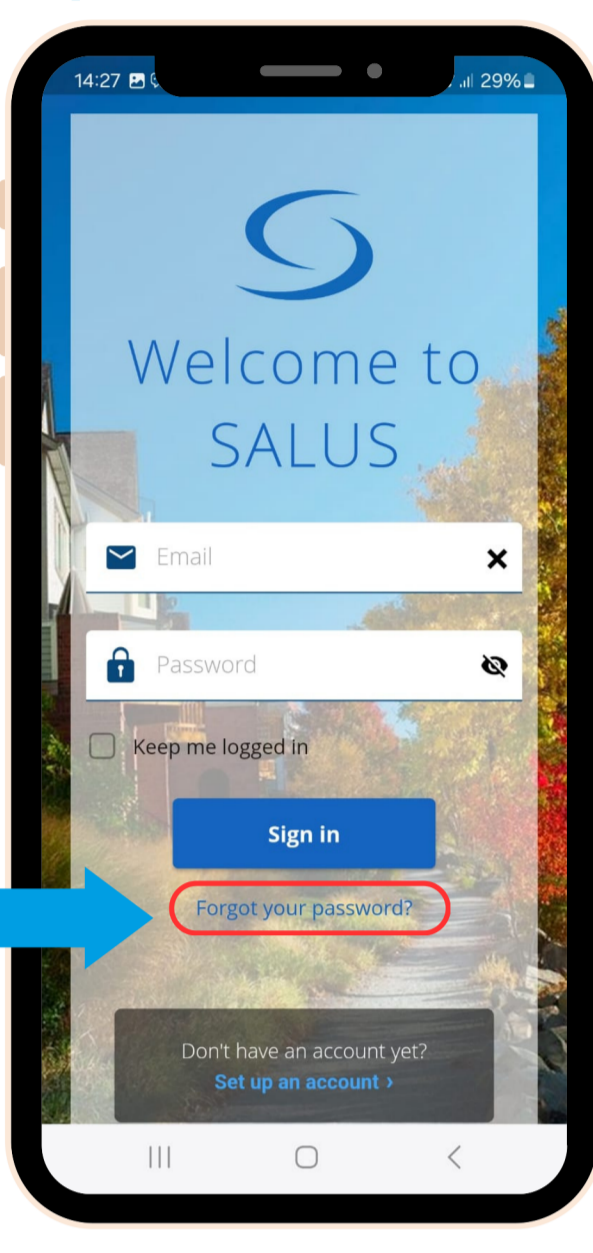 14:27 29%
Welcome to
SALUS
Email
Password
Keep me logged in
Sign in
Forgot your password?
Don't have an account yet?
Set up an account ›